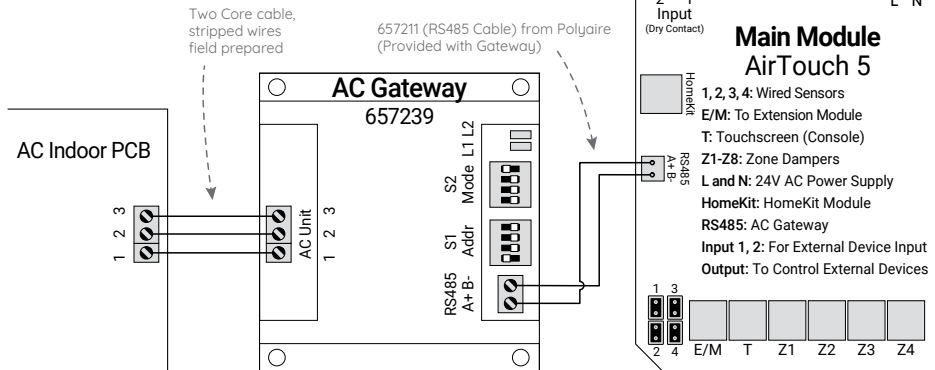 Two Core cable,
stripped wires
field prepared
657211 (RS485 Cable) from Polyaire
(Provided with Gateway)
AC Indoor PCB
3
2
1
AC Gateway
657239
AC Unit
3
2
1
L1 L2
S2
Mode
S1
Addr
RS485
A+ B-
2 1
Input
(Dry Contact)
L N
Main Module
AirTouch 5
HomeKit
RS485
A+ B-
1, 2, 3, 4: Wired Sensors
E/M: To Extension Module
T: Touchscreen (Console)
Z1-Z8: Zone Dampers
L and N: 24V AC Power Supply
HomeKit: HomeKit Module
RS485: AC Gateway
Input 1, 2: For External Device Input
Output: To Control External Devices
1 3
2 4
E/M T Z1 Z2 Z3 Z4